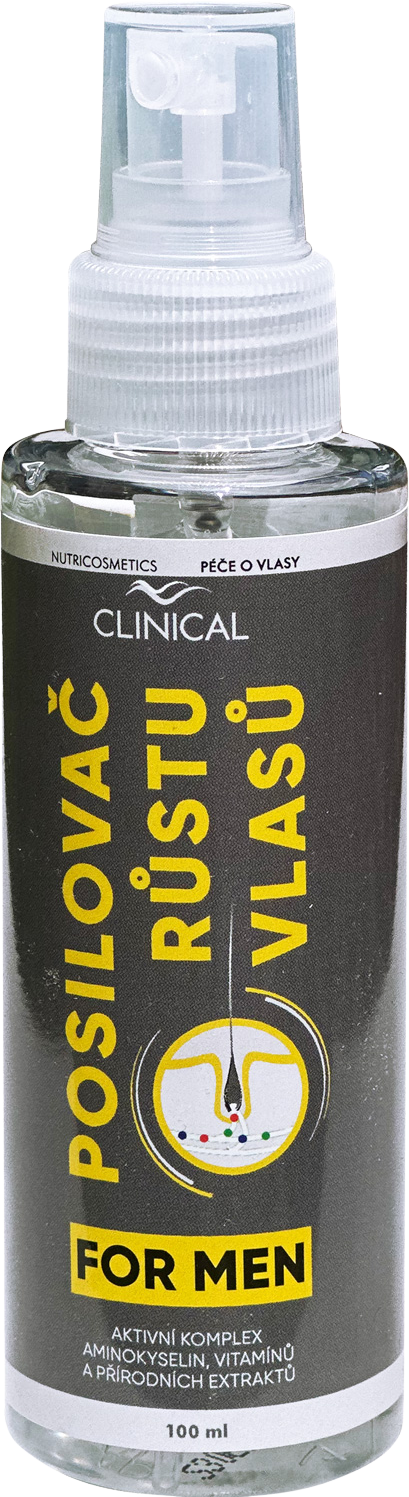 NUTRICOSMETICS PÉČE O VLASY
CLINICAL
POSILOVAČ
RŮSTU
VLASŮ
FOR MEN
AKTIVNÍ KOMPLEX
AMINOKYSELIN, VITAMÍNŮ
A PŘÍRODNÍCH EXTRAKTŮ
100 ml